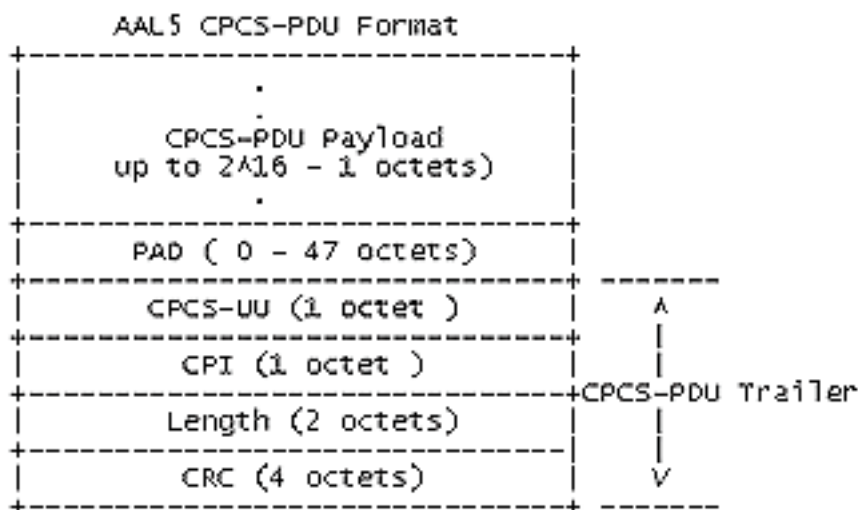 AAL5 CPCS-PDU Format
CPCS-PDU Payload
up to 2^16 - 1 octets)
PAD ( 0 - 47 octets)
CPCS-UU (1 octet )
CPI (1 octet )
CPCS-PDU Trailer
Length (2 octets)
CRC (4 octets)